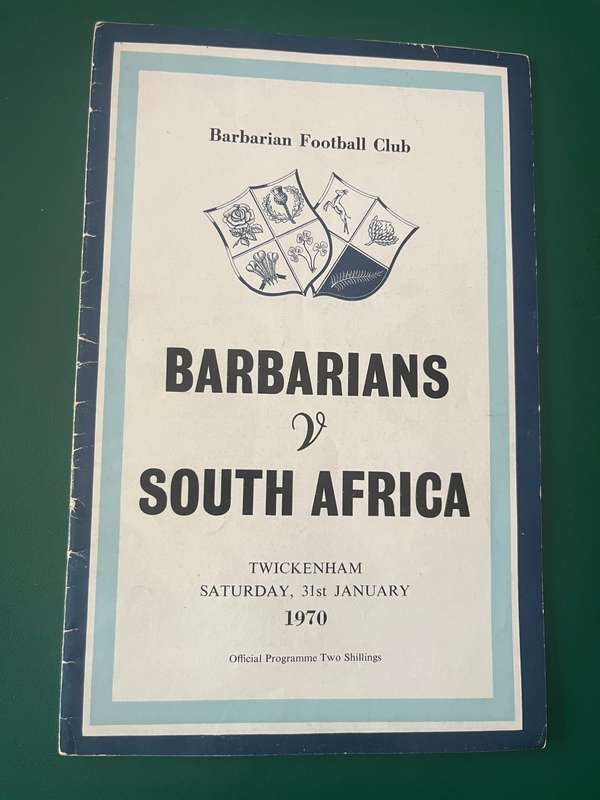 Barbarian Football Club
BARBARIANS
v
SOUTH AFRICA
TWICKENHAM
SATURDAY, 31st JANUARY
1970
Official Programme Two Shillings